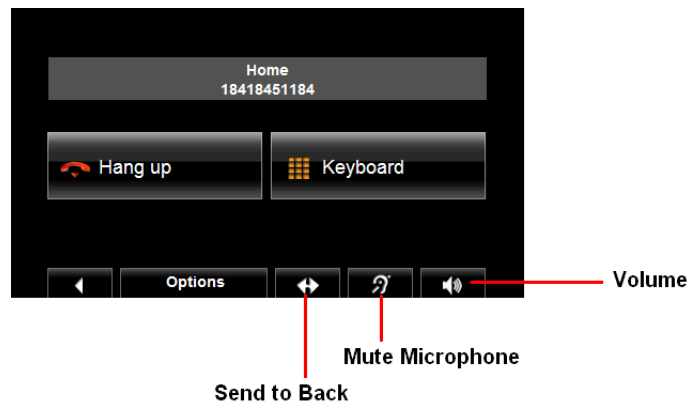 Home
18418451184
Hang up
Keyboard
Options
Volume
Mute Microphone
Send to Back